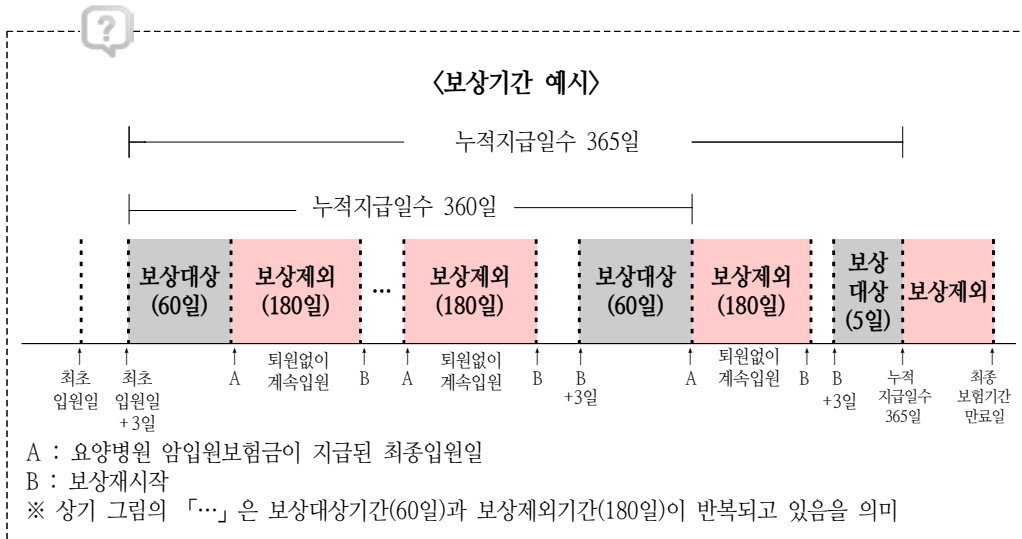 ?
〈보상기간 예시〉
누적지급일수 365일
누적지급일수 360일
보상대상
(60일)
보상제외
(180일)
…
보상제외
(180일)
보상대상
(60일)
보상제외
(180일)
보상
대상
(5일)
보상제외
최초
입원일
최초
입원일
+3일
A
퇴원없이
계속입원
B
A
퇴원없이
계속입원
B
B
+3일
A
퇴원없이
계속입원
B
B
+3일
누적
지급일수
365일
최종
보험기간
만료일
A : 요양병원 암입원보험금이 지급된 최종입원일
B : 보상재시작
※ 상기 그림의 「…」은 보상대상기간(60일)과 보상제외기간(180일)이 반복되고 있음을 의미